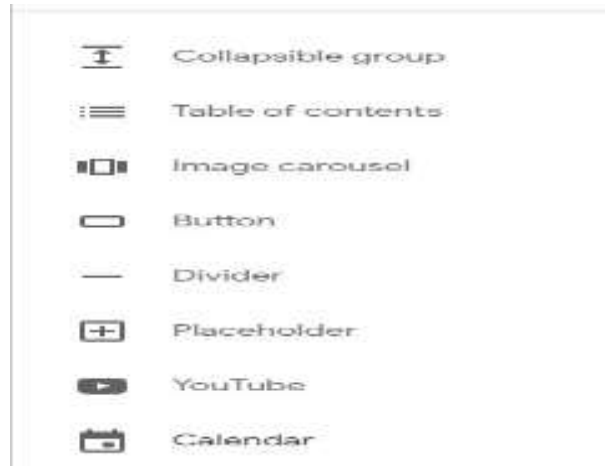 Collapsible group
Table of contents
Image carousel
Button
Divider
Placeholder
YouTube
Calendar